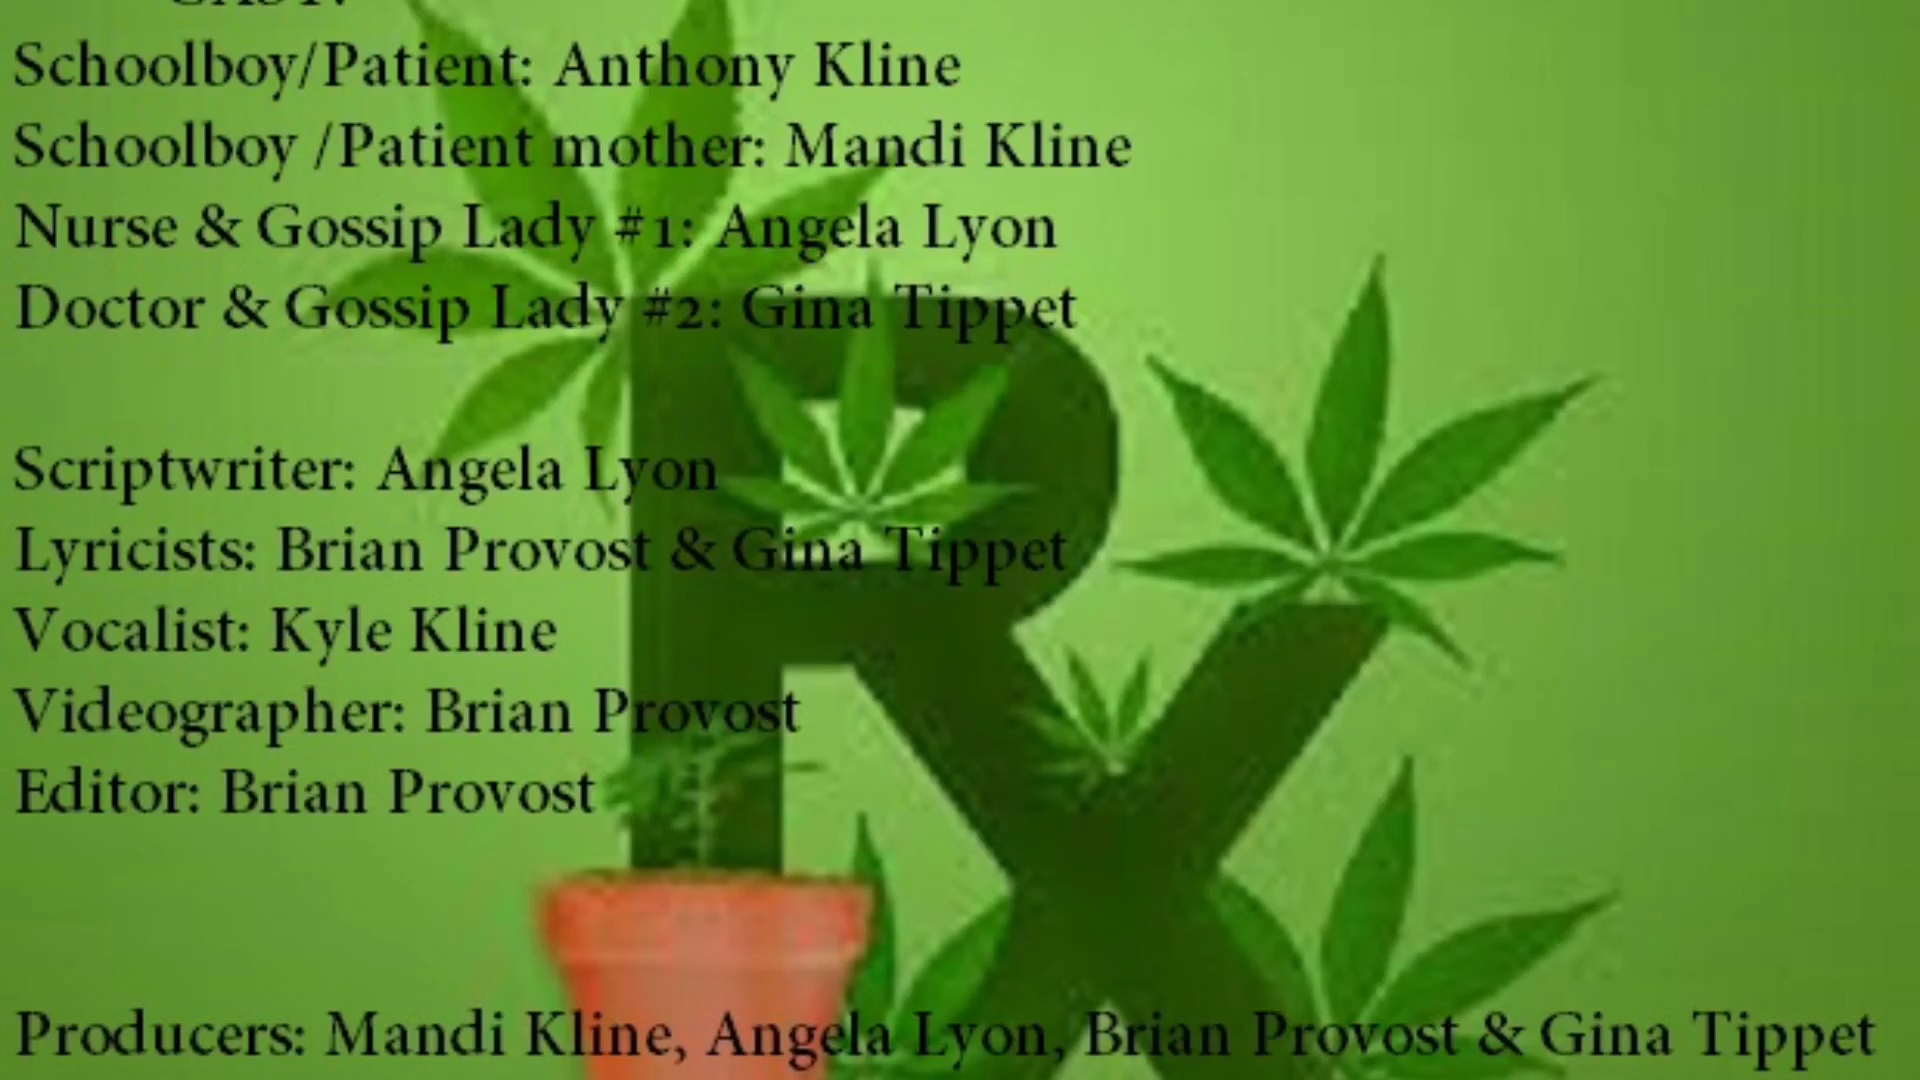 CAST:
Schoolboy/Patient: Anthony Kline
Schoolboy /Patient mother: Mandi Kline
Nurse & Gossip Lady #1: Angela Lyon
Doctor & Gossip Lady #2: Gina Tippet
Scriptwriter: Angela Lyon
Lyricists: Brian Provost & Gina Tippet
Vocalist: Kyle Kline
Videographer: Brian Provost
Editor: Brian Provost
Producers: Mandi Kline, Angela Lyon, Brian Provost & Gina Tippet
RX